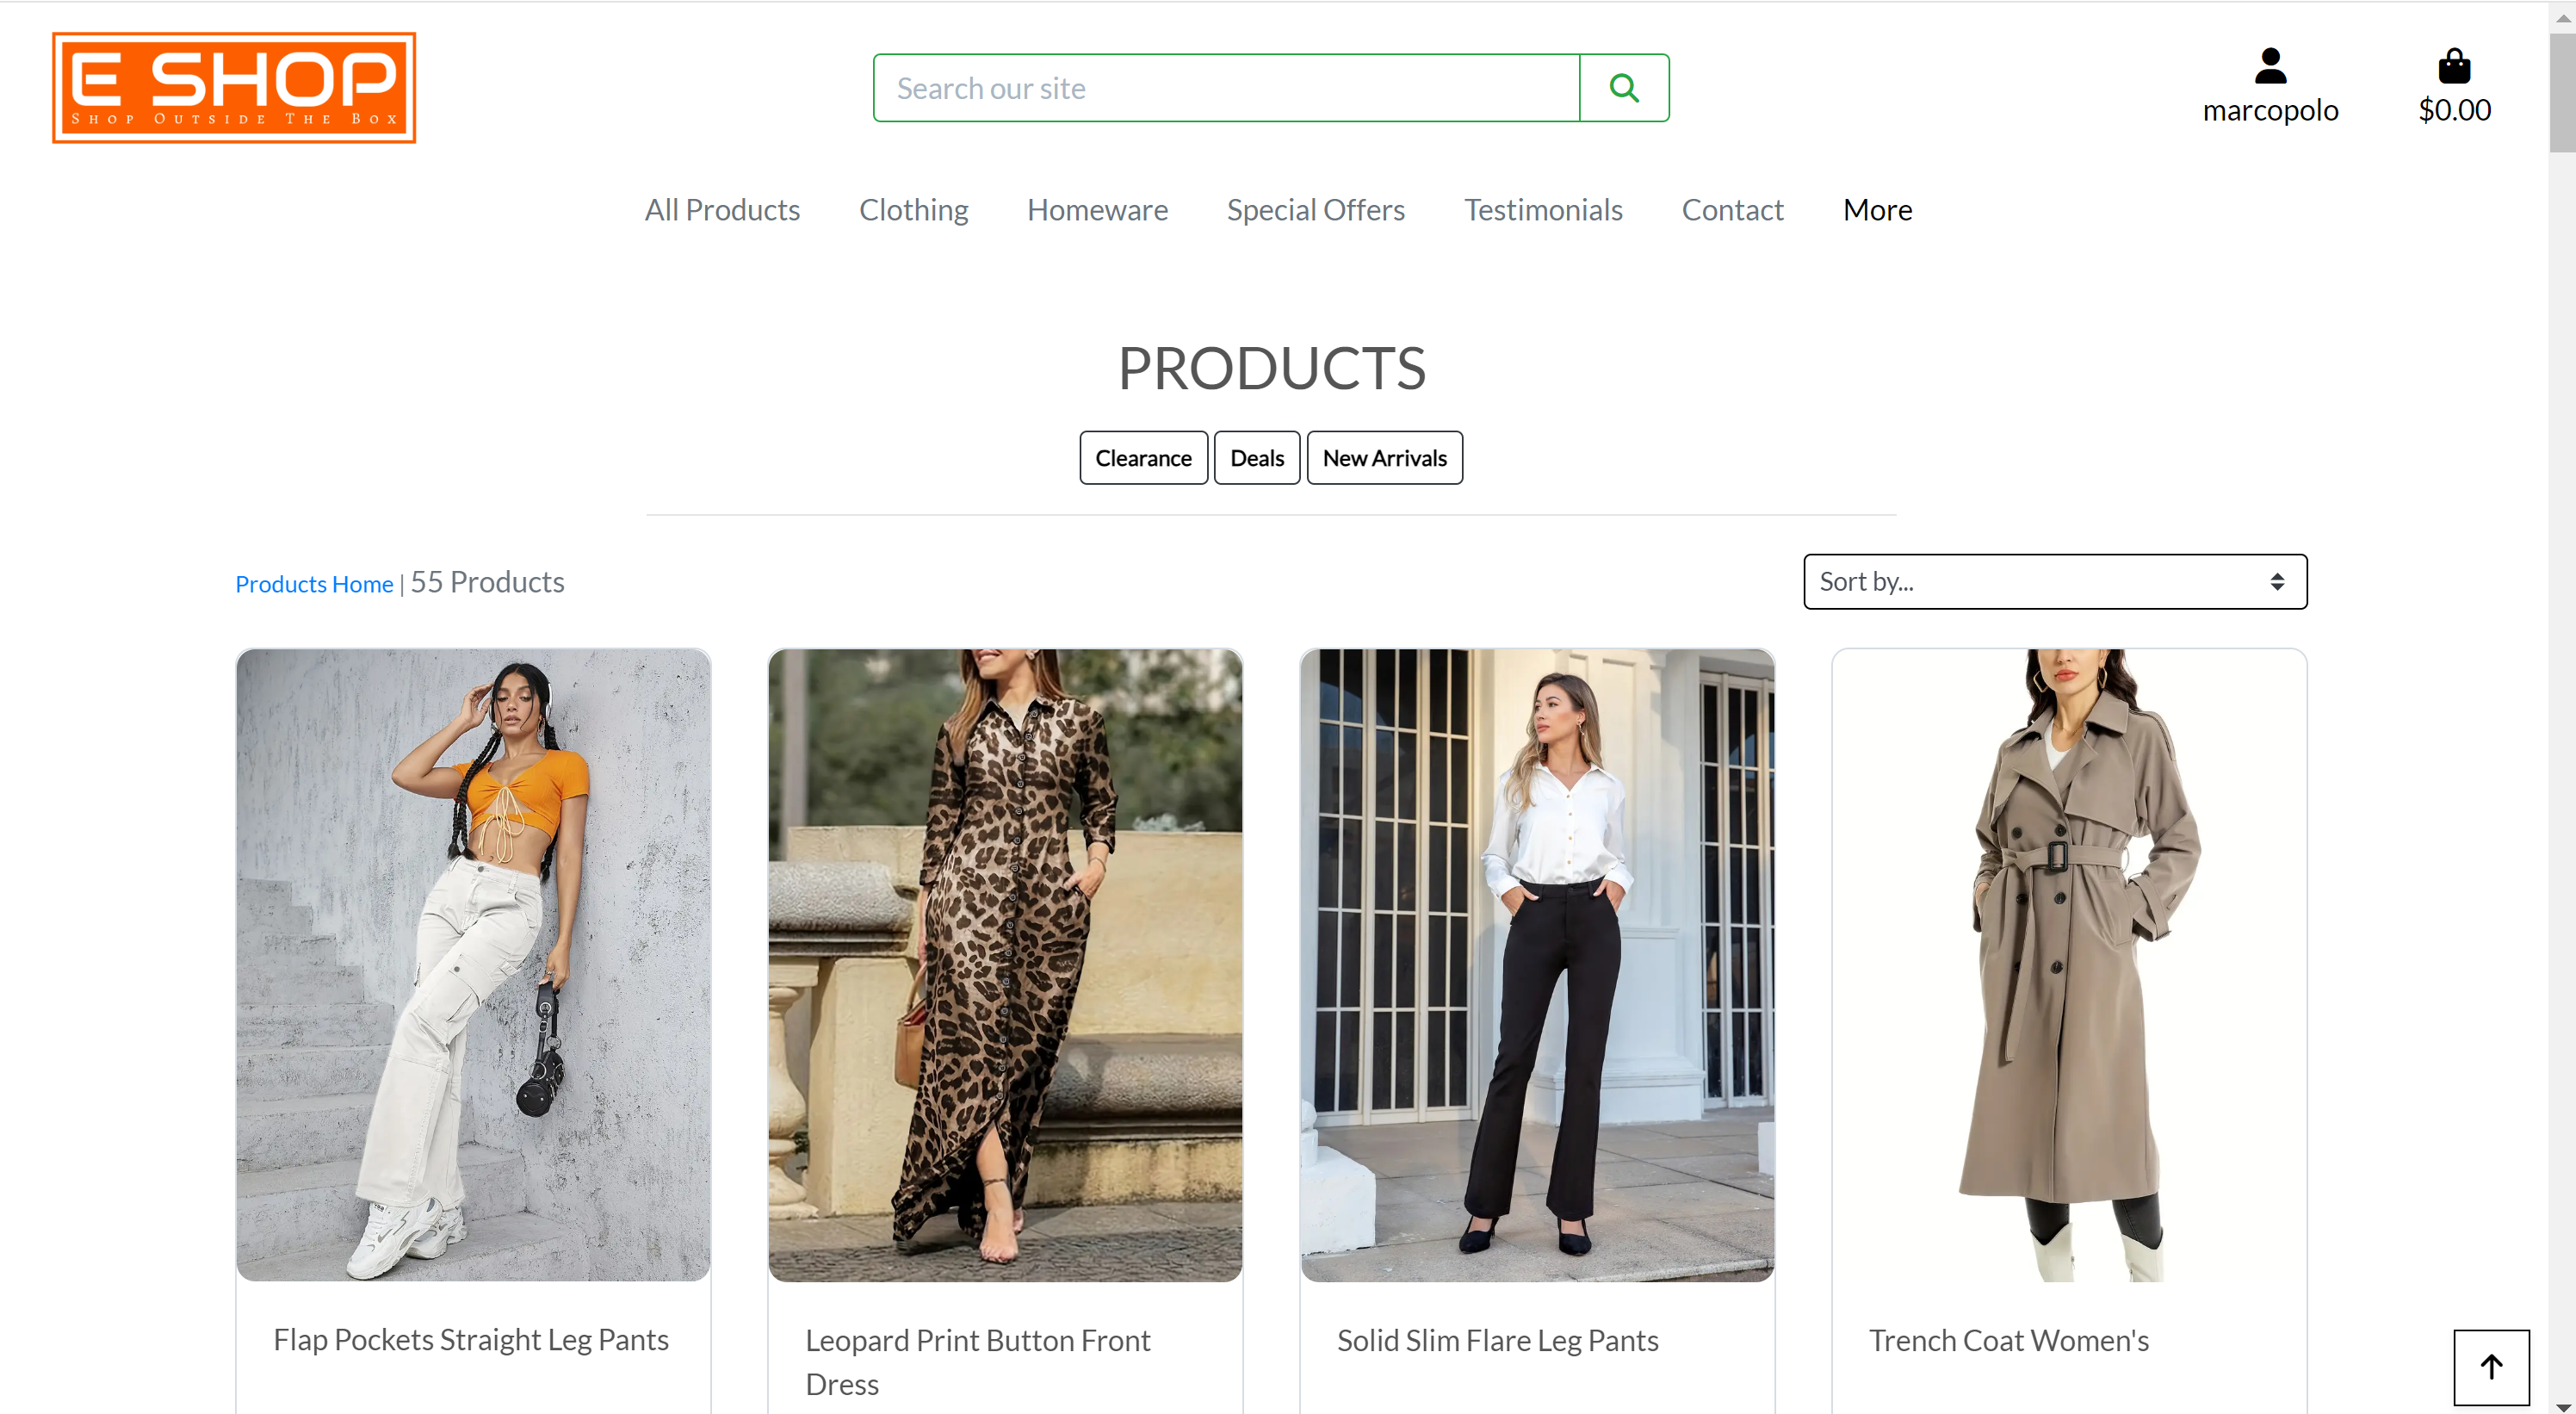 E SHOP
Shop Outside The Box
Search our site
marcopolo
$0.00
All Products Clothing Homeware Special Offers Testimonials Contact More
PRODUCTS
Clearance Deals New Arrivals
Products Home | 55 Products
Sort by...
Flap Pockets Straight Leg Pants
Leopard Print Button Front
Dress
Solid Slim Flare Leg Pants
Trench Coat Women's